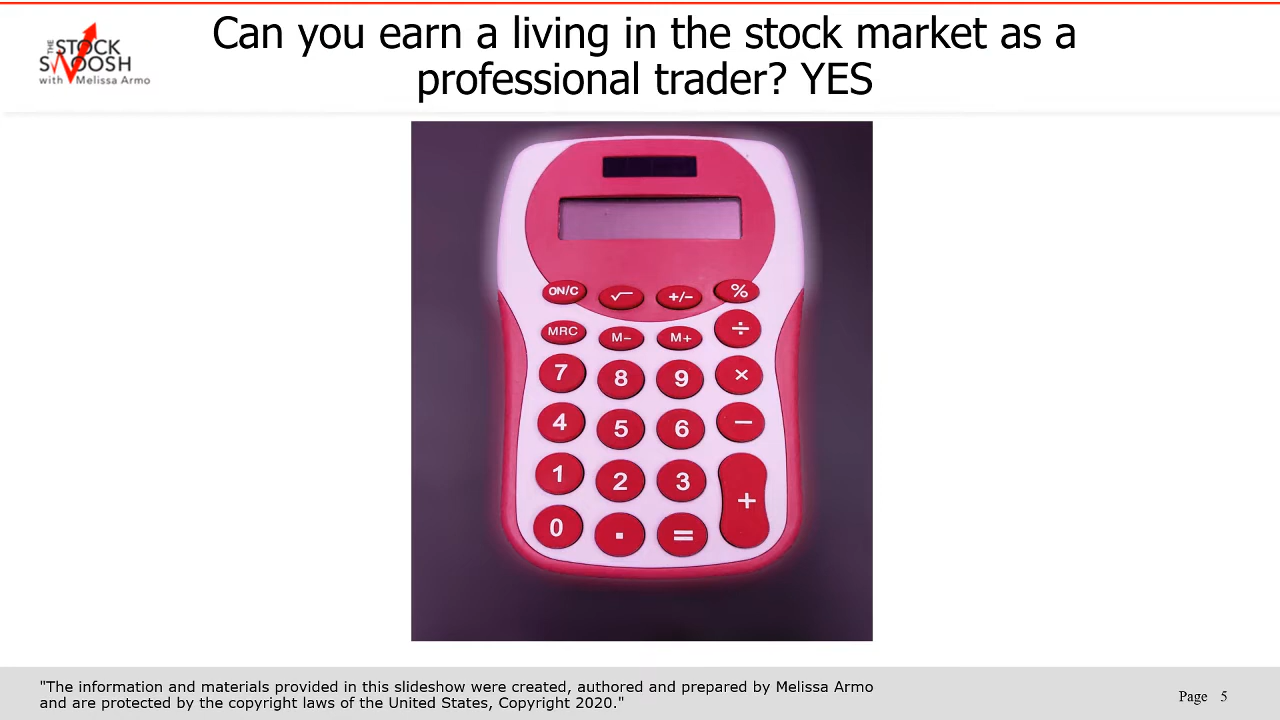 THE
STOCK
SWOOSH
with Melissa Armo
Can you earn a living in the stock market as a
professional trader? YES
ON/C √ +/− %
MRC M− M+ ÷
7 8 9 ×
4 5 6 −
1 2 3 +
0 . =
"The information and materials provided in this slideshow were created, authored and prepared by Melissa Armo
and are protected by the copyright laws of the United States, Copyright 2020."
Page 5